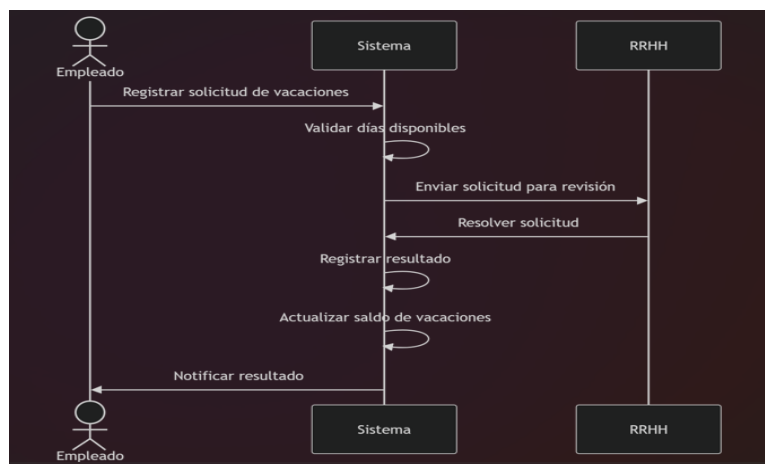 Empleado
Sistema
RRHH
Registrar solicitud de vacaciones
Validar días disponibles
Enviar solicitud para revisión
Resolver solicitud
Registrar resultado
Actualizar saldo de vacaciones
Notificar resultado
Empleado
Sistema
RRHH